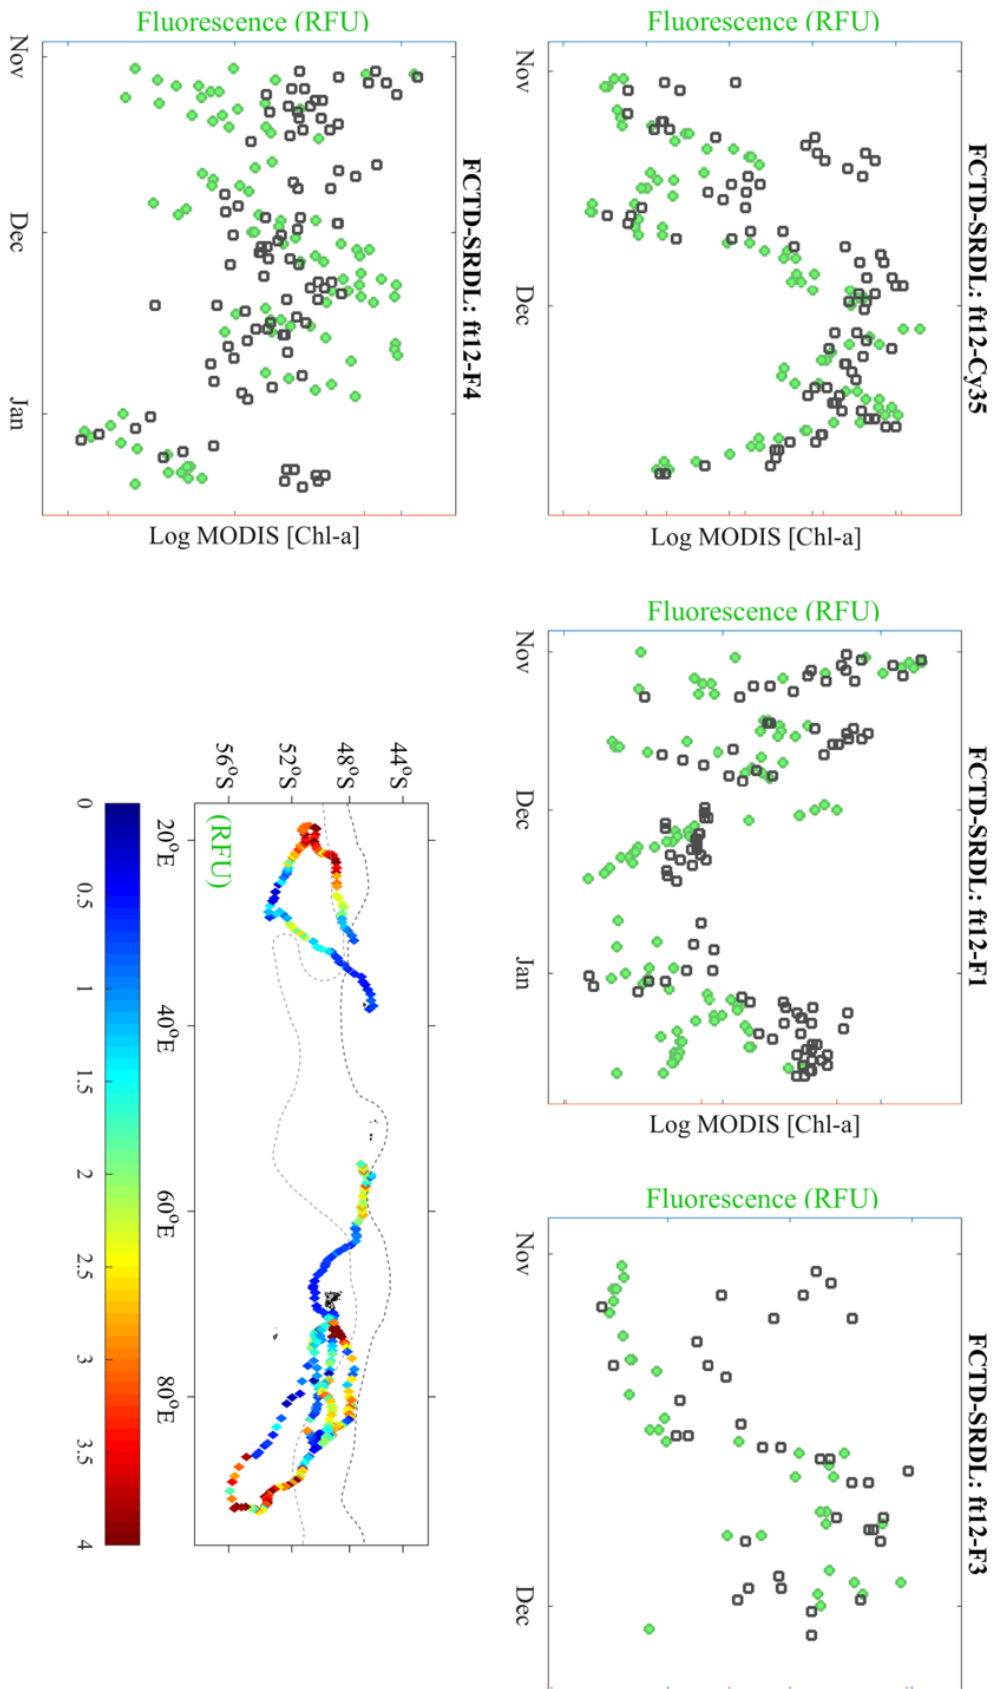 FCTD-SRDL: ft12-Cy35
Fluorescence (RFU)
Log MODIS [Chl-a]
Nov
Dec
Jan
FCTD-SRDL: ft12-F1
Fluorescence (RFU)
Log MODIS [Chl-a]
Nov
Dec
Jan
FCTD-SRDL: ft12-F3
Fluorescence (RFU)
Nov
Dec
FCTD-SRDL: ft12-F4
Fluorescence (RFU)
Log MODIS [Chl-a]
Nov
Dec
Jan
44°S
48°S
52°S
56°S
20°E
40°E
60°E
80°E
(RFU)
0
0.5
1
1.5
2
2.5
3
3.5
4